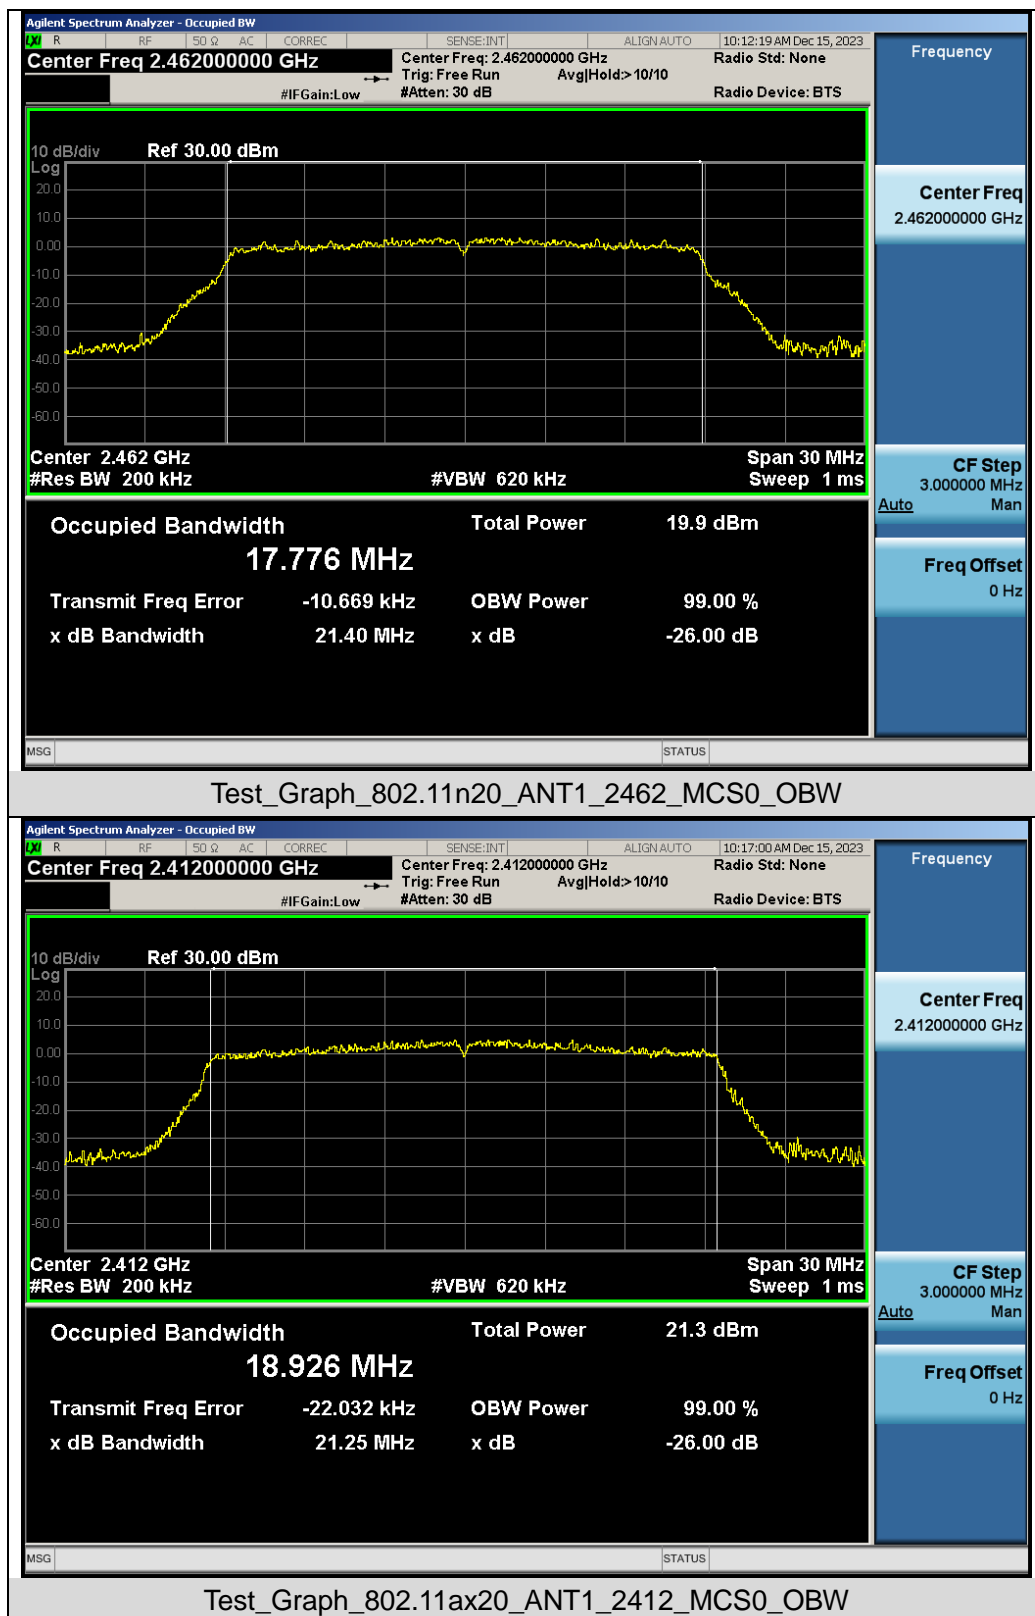 Agilent Spectrum Analyzer - Occupied BW
LXI R RF 50 Ω AC CORREC SENSE:INT ALIGN AUTO 10:12:19 AM Dec 15, 2023
Center Freq 2.462000000 GHz
Center Freq: 2.462000000 GHz
Radio Std: None
Trig: Free Run Avg|Hold:> 10/10
#IFGain:Low
#Atten: 30 dB
Radio Device: BTS
Frequency
10 dB/div Ref 30.00 dBm
Log
20.0
10.0
0.00
-10.0
-20.0
-30.0
-40.0
-50.0
-60.0
Center 2.462 GHz Span 30 MHz
#Res BW 200 kHz #VBW 620 kHz Sweep 1 ms
Center Freq
2.462000000 GHz
CF Step
3.000000 MHz
Auto Man
Freq Offset
0 Hz
Occupied Bandwidth Total Power 19.9 dBm
17.776 MHz
Transmit Freq Error -10.669 kHz OBW Power 99.00 %
x dB Bandwidth 21.40 MHz x dB -26.00 dB
MSG STATUS
Test_Graph_802.11n20_ANT1_2462_MCS0_OBW
Agilent Spectrum Analyzer - Occupied BW
LXI R RF 50 Ω AC CORREC SENSE:INT ALIGN AUTO 10:17:00 AM Dec 15, 2023
Center Freq 2.412000000 GHz
Center Freq: 2.412000000 GHz
Radio Std: None
Trig: Free Run Avg|Hold:> 10/10
#IFGain:Low
#Atten: 30 dB
Radio Device: BTS
Frequency
10 dB/div Ref 30.00 dBm
Log
20.0
10.0
0.00
-10.0
-20.0
-30.0
-40.0
-50.0
-60.0
Center 2.412 GHz Span 30 MHz
#Res BW 200 kHz #VBW 620 kHz Sweep 1 ms
Center Freq
2.412000000 GHz
CF Step
3.000000 MHz
Auto Man
Freq Offset
0 Hz
Occupied Bandwidth Total Power 21.3 dBm
18.926 MHz
Transmit Freq Error -22.032 kHz OBW Power 99.00 %
x dB Bandwidth 21.25 MHz x dB -26.00 dB
MSG STATUS
Test_Graph_802.11ax20_ANT1_2412_MCS0_OBW